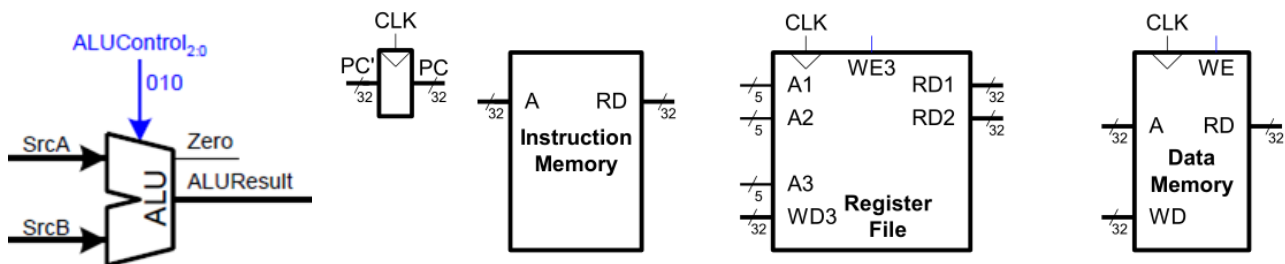 ALUControl2:0
010
SrcA
Zero
ALU
ALUResult
SrcB
CLK
PC'
PC
32
32
A
RD
32
32
Instruction
Memory
CLK
WE3
A1
RD1
5
32
A2
RD2
5
32
A3
5
WD3
32
Register
File
CLK
WE
A
RD
32
32
Data
Memory
WD
32